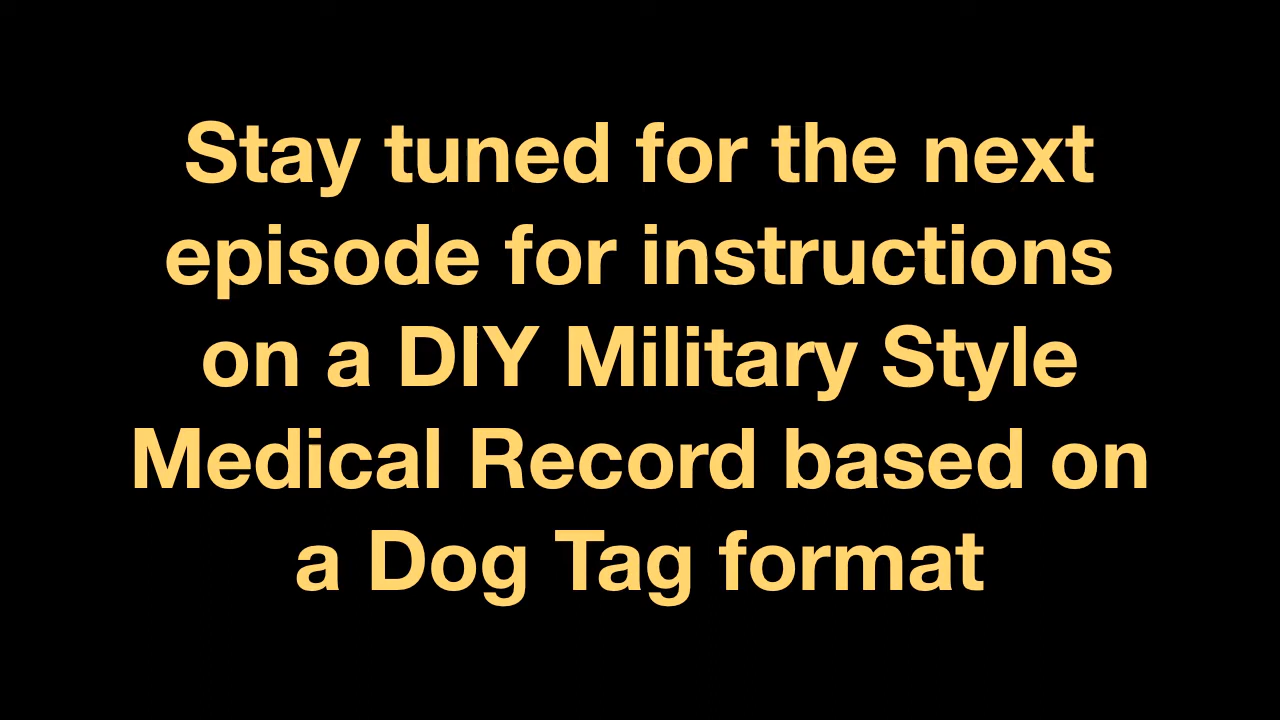 Stay tuned for the next
episode for instructions
on a DIY Military Style
Medical Record based on
a Dog Tag format